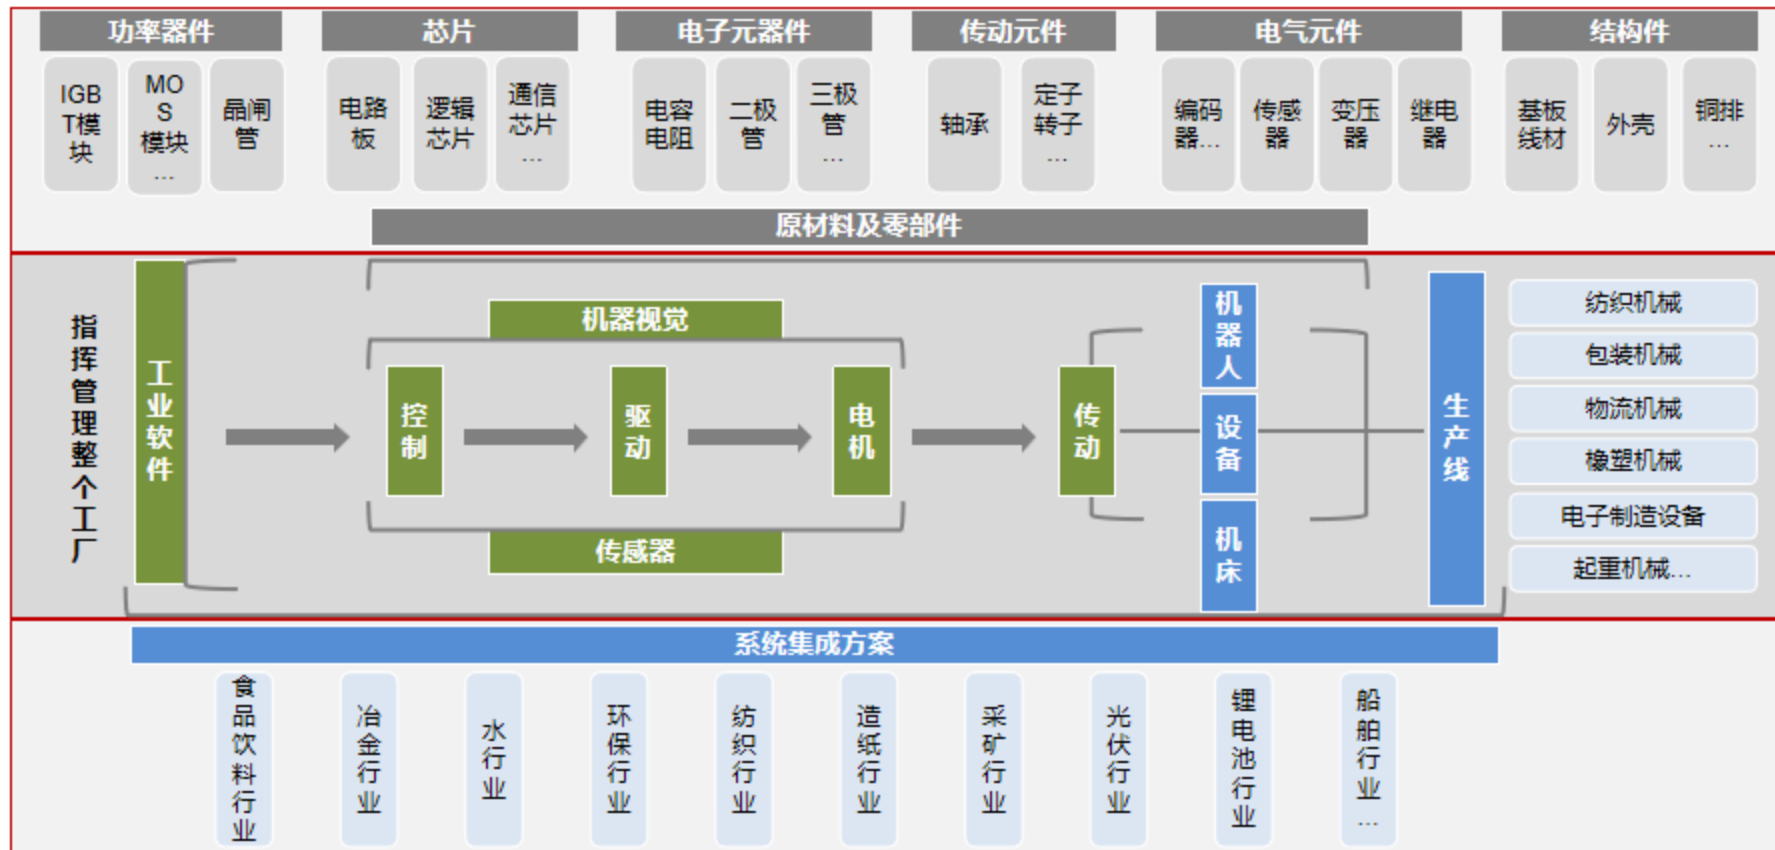 功率器件
芯片
电子元器件
传动元件
电气元件
结构件
IGB
T模
块
MO
S
模块
...
晶闸
管
电路
板
逻辑
芯片
通信
芯片
...
电容
电阻
二极
管
三极
管
...
轴承
定子
转子
...
编码
器...
传感
器
变压
器
继电
器
基板
线材
外壳
铜排
...
原材料及零部件
指挥管理整个工厂
工业软件
机器视觉
控制
驱动
电机
传感器
传动
机器人
设备
机床
生产线
纺织机械
包装机械
物流机械
橡塑机械
电子制造设备
起重机械...
系统集成方案
食品饮料行业
冶金行业
水行业
环保行业
纺织行业
造纸行业
采矿行业
光伏行业
锂电池行业
船舶行业...